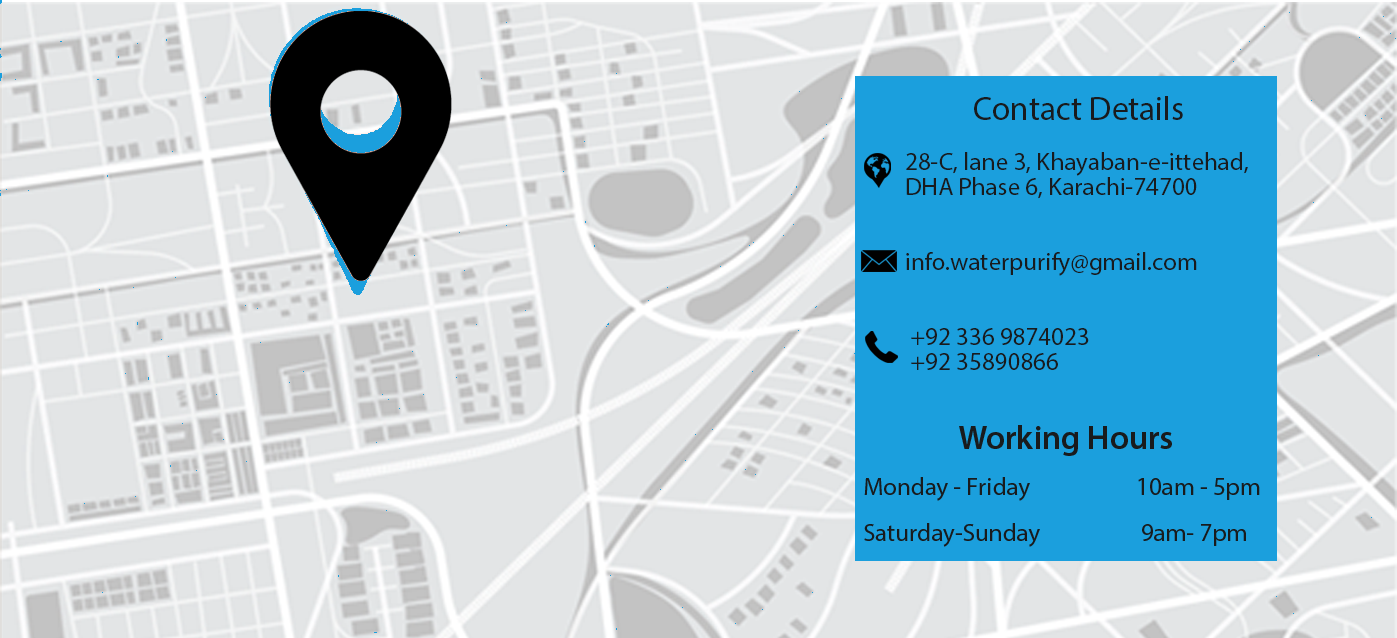 Contact Details
28-C, lane 3, Khayaban-e-ittehad,
DHA Phase 6, Karachi-74700
info.waterpurify@gmail.com
+92 336 9874023
+92 35890866
Working Hours
Monday - Friday 10am - 5pm
Saturday-Sunday 9am- 7pm